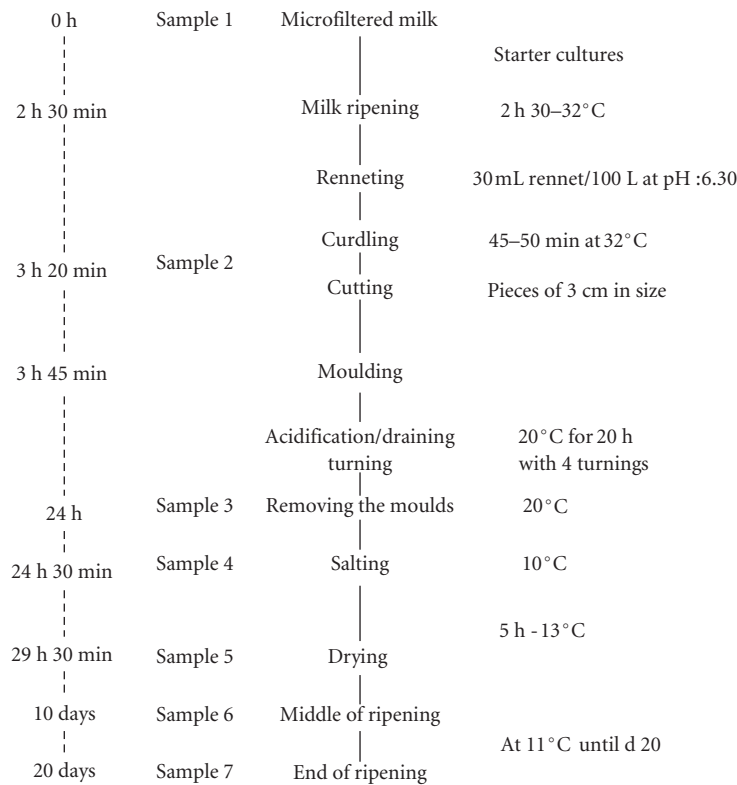 0 h Sample 1 Microfiltered milk
Starter cultures
2 h 30 min Milk ripening 2 h 30–32°C
Renneting 30 mL rennet/100 L at pH :6.30
Curdling 45–50 min at 32°C
3 h 20 min Sample 2
Cutting Pieces of 3 cm in size
3 h 45 min Moulding
Acidification/draining 20°C for 20 h
turning with 4 turnings
24 h Sample 3 Removing the moulds 20°C
24 h 30 min Sample 4 Salting 10°C
5 h -13°C
29 h 30 min Sample 5 Drying
10 days Sample 6 Middle of ripening
At 11°C until d 20
20 days Sample 7 End of ripening